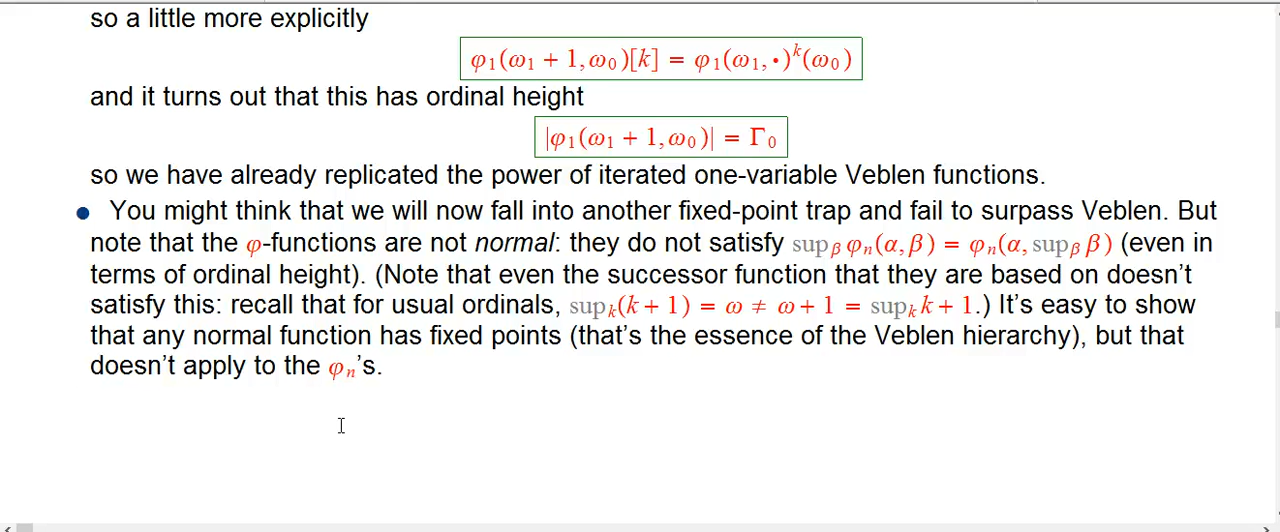 so a little more explicitly
φ₁(ω₁ + 1, ω₀)[k] = φ₁(ω₁, •)ᵏ(ω₀)
and it turns out that this has ordinal height
|φ₁(ω₁ + 1, ω₀)| = Γ₀
so we have already replicated the power of iterated one-variable Veblen functions.
● You might think that we will now fall into another fixed-point trap and fail to surpass Veblen. But
note that the φ-functions are not normal: they do not satisfy sup_β φₙ(α, β) = φₙ(α, sup_β β) (even in
terms of ordinal height). (Note that even the successor function that they are based on doesn't
satisfy this: recall that for usual ordinals, supₖ(k + 1) = ω ≠ ω + 1 = supₖ k + 1.) It's easy to show
that any normal function has fixed points (that's the essence of the Veblen hierarchy), but that
doesn't apply to the φₙ's.